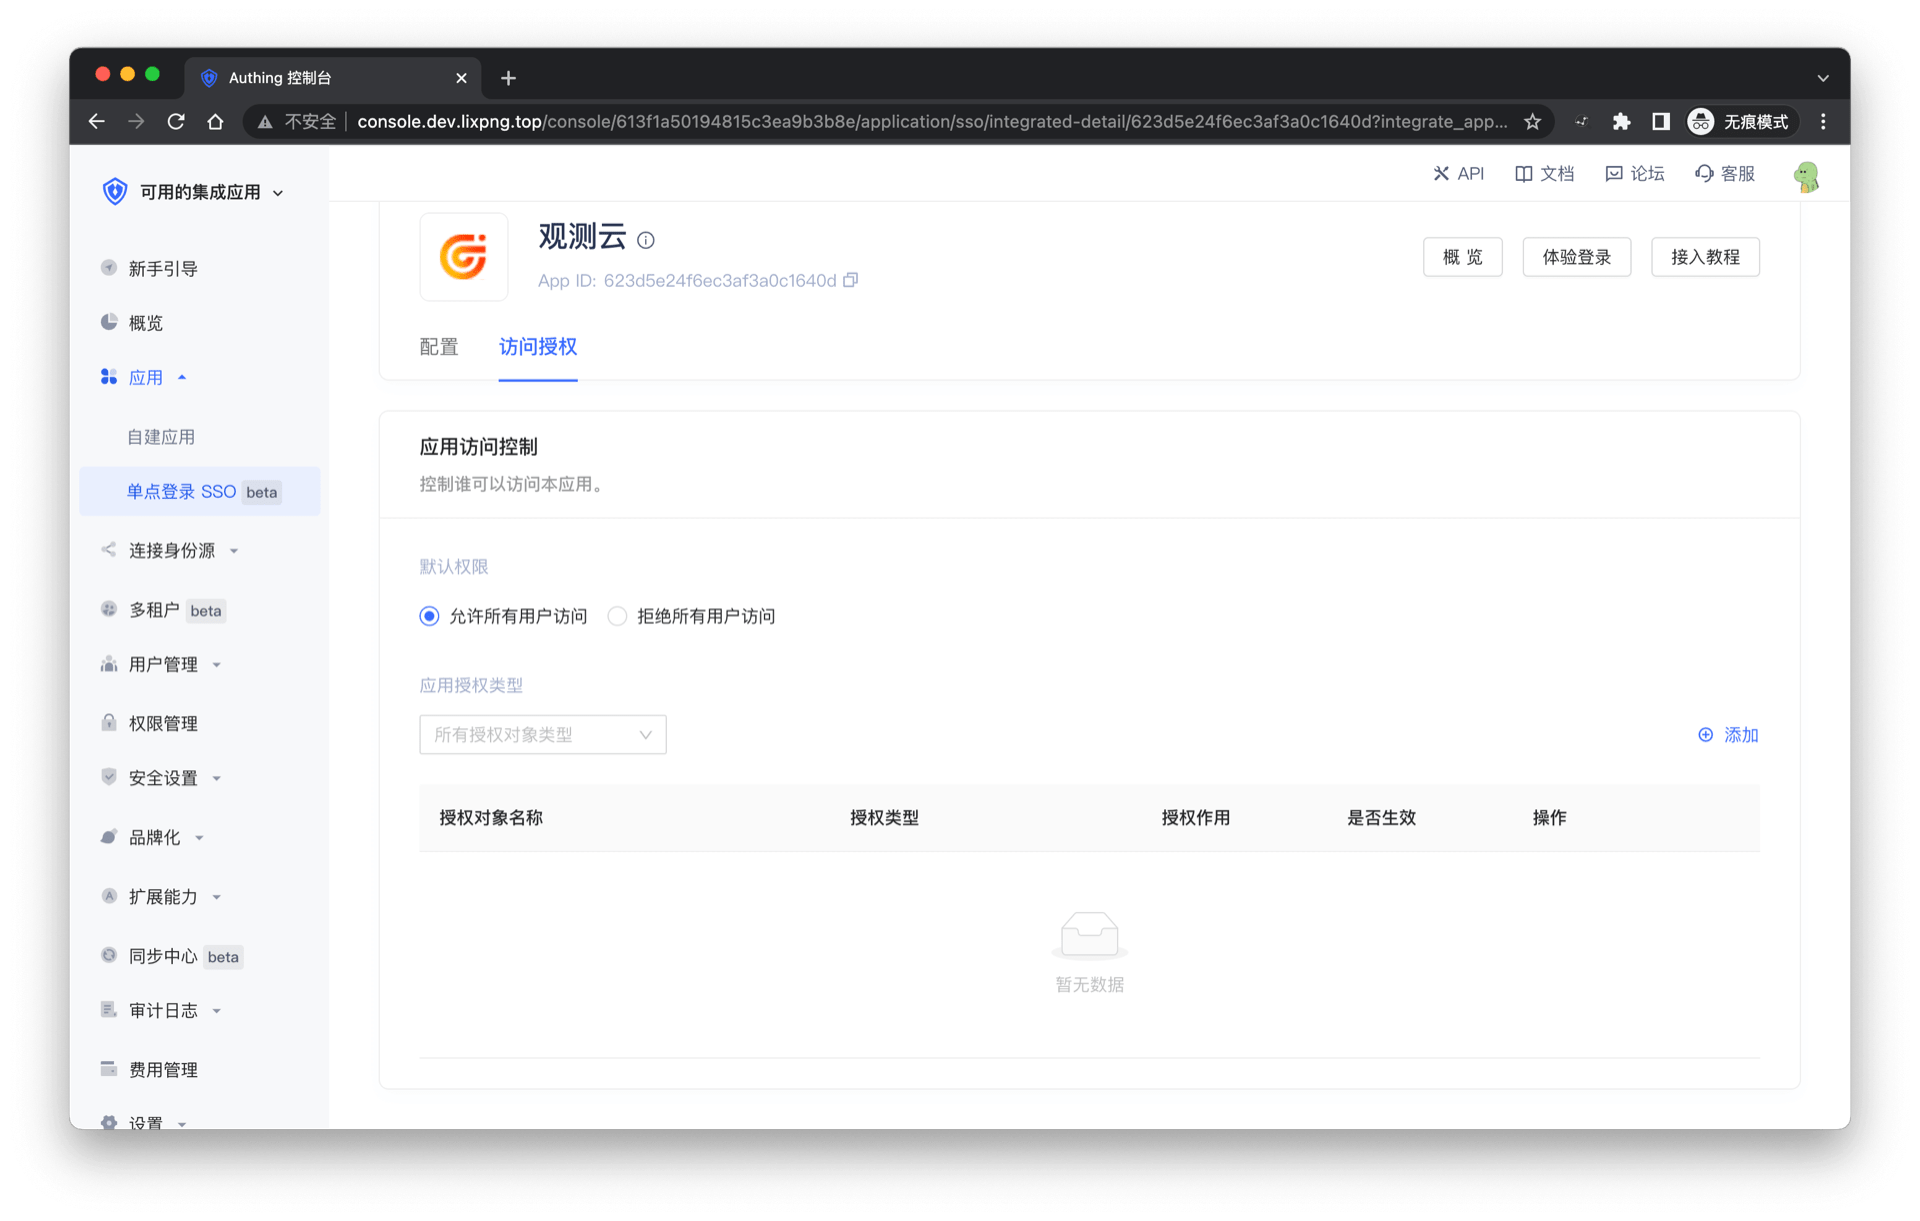 Authing 控制台
不安全
console.dev.lixpng.top/console/613f1a50194815c3ea9b3b8e/application/sso/integrated-detail/623d5e24f6ec3af3a0c1640d?integrate_app...
无痕模式
可用的集成应用
API
文档
论坛
客服
新手引导
概览
应用
自建应用
单点登录 SSO beta
连接身份源
多租户 beta
用户管理
权限管理
安全设置
品牌化
扩展能力
同步中心 beta
审计日志
费用管理
设置
观测云
App ID: 623d5e24f6ec3af3a0c1640d
概 览
体验登录
接入教程
配置
访问授权
应用访问控制
控制谁可以访问本应用。
默认权限
允许所有用户访问
拒绝所有用户访问
应用授权类型
所有授权对象类型
添加
授权对象名称 授权类型 授权作用 是否生效 操作
暂无数据